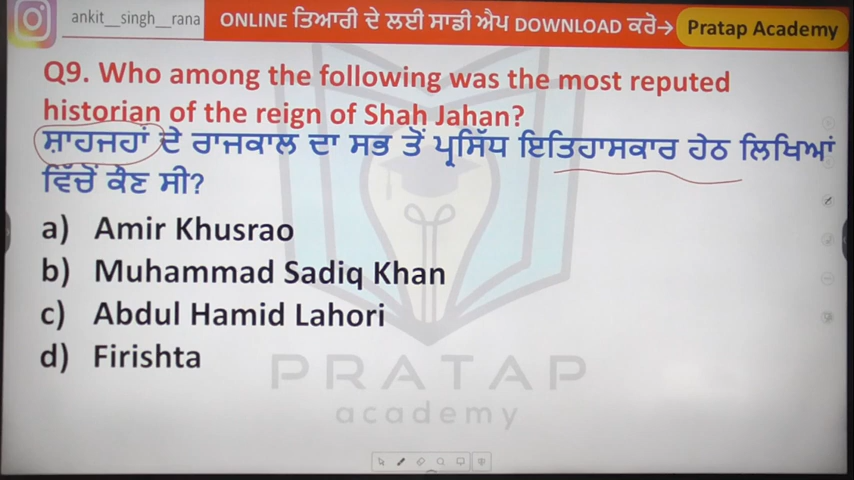 ankit__singh_rana
ONLINE ਤਿਆਰੀ ਦੇ ਲਈ ਸਾਡੀ ਐਪ DOWNLOAD ਕਰੋ→
Pratap Academy
Q9. Who among the following was the most reputed
historian of the reign of Shah Jahan?
ਸ਼ਾਹਜਹਾਂ ਦੇ ਰਾਜਕਾਲ ਦਾ ਸਭ ਤੋਂ ਪ੍ਰਸਿੱਧ ਇਤਿਹਾਸਕਾਰ ਹੇਠ ਲਿਖਿਆਂ
ਵਿੱਚੋਂ ਕੌਣ ਸੀ?
a) Amir Khusrao
b) Muhammad Sadiq Khan
c) Abdul Hamid Lahori
d) Firishta
PRATAP
academy